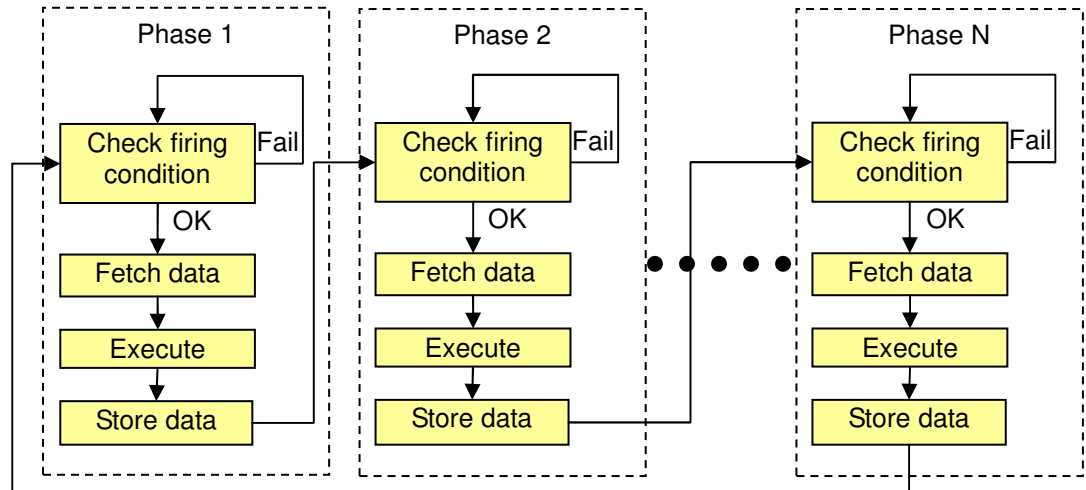 Phase 1
Check firing
condition
Fail
OK
Fetch data
Execute
Store data
Phase 2
Check firing
condition
Fail
OK
Fetch data
Execute
Store data
Phase N
Check firing
condition
Fail
OK
Fetch data
Execute
Store data